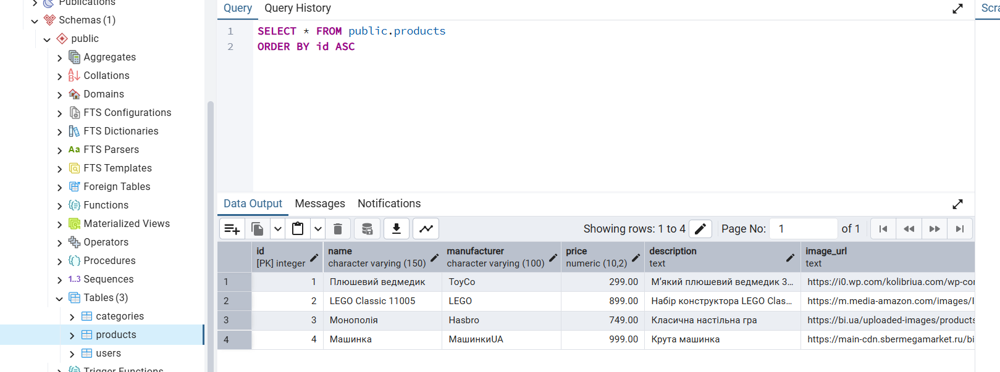 Publications
Schemas (1)
public
Aggregates
Collations
Domains
FTS Configurations
FTS Dictionaries
Aa FTS Parsers
FTS Templates
Foreign Tables
Functions
Materialized Views
Operators
Procedures
1..3 Sequences
Tables (3)
categories
products
users
Trigger Functions
Query Query History
1 SELECT * FROM public.products
2 ORDER BY id ASC
Data Output Messages Notifications
Showing rows: 1 to 4 Page No: 1 of 1
id name manufacturer price description image_url
[PK] integer character varying (150) character varying (100) numeric (10,2) text text
1 1 Плюшевий ведмедик ToyCo 299.00 М’який плюшевий ведмедик 3... https://i0.wp.com/kolibriua.com/wp-co
2 2 LEGO Classic 11005 LEGO 899.00 Набір конструктора LEGO Clas... https://m.media-amazon.com/images/I
3 3 Монополія Hasbro 749.00 Класична настільна гра https://bi.ua/uploaded-images/products
4 4 Машинка МашинкиUA 999.00 Крута машинка https://main-cdn.sbermegamarket.ru/bi